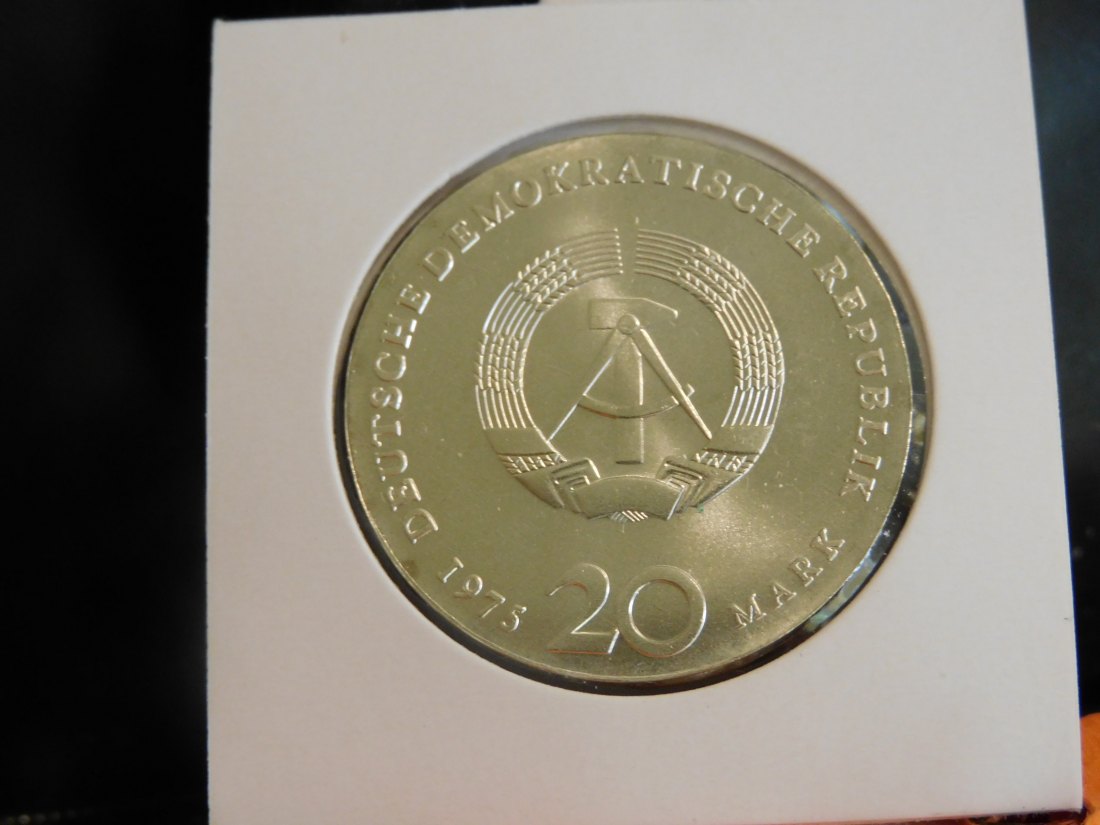 DEUTSCHE DEMOKRATISCHE REPUBLIK
1975 20 MARK